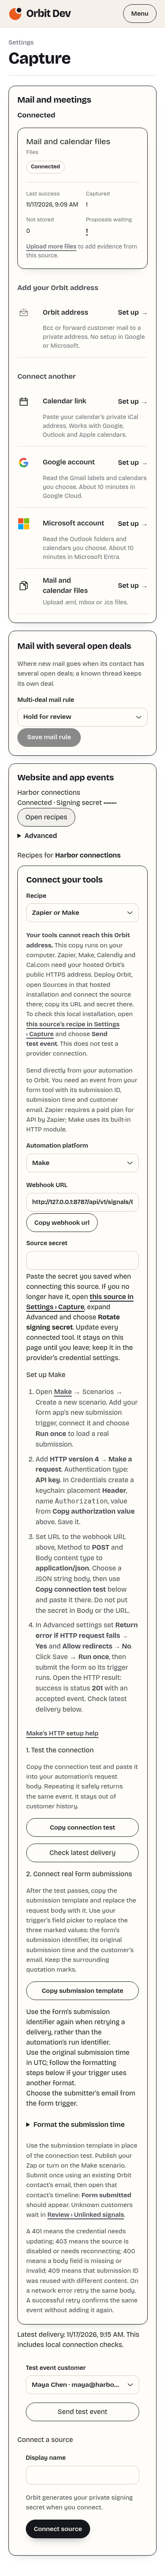 Orbit Dev
Menu
Settings
Capture
Mail and meetings
Connected
Mail and calendar files
Files
Connected
Last success
Captured
11/17/2026, 9:09 AM
1
Not stored
Proposals waiting
0
1
Upload more files to add evidence from
this source.
Add your Orbit address
Orbit address
Set up →
Bcc or forward customer mail to a
private address. No setup in Google
or Microsoft.
Connect another
Calendar link
Set up →
Paste your calendar's private iCal
address. Works with Google,
Outlook and Apple calendars.
Google account
Set up →
Read the Gmail labels and calendars
you choose. About 10 minutes in
Google Cloud.
Microsoft account
Set up →
Read the Outlook folders and
calendars you choose. About 10
minutes in Microsoft Entra.
Mail and
calendar files
Set up →
Upload .eml, mbox or .ics files.
Mail with several open deals
Where new mail goes when its contact has
several open deals; a known thread keeps
its own deal.
Multi-deal mail rule
Hold for review
Save mail rule
Website and app events
Harbor connections
Connected · Signing secret ••••••
Open recipes
Advanced
Recipes for Harbor connections
Connect your tools
Recipe
Zapier or Make
Your tools cannot reach this Orbit
address. This copy runs on your
computer. Zapier, Make, Calendly and
Cal.com need your hosted Orbit's
public HTTPS address. Deploy Orbit,
open Sources in that hosted
installation and connect the source
there; copy its URL and secret there.
To check this local installation, open
this source's recipe in Settings
› Capture and choose Send
test event. This does not test a
provider connection.
Send directly from your automation
to Orbit. You need an event from your
form tool with its submission ID,
submission time and customer
email. Zapier requires a paid plan for
API by Zapier; Make uses its built-in
HTTP module.
Automation platform
Make
Webhook URL
http://127.0.0.1:8787/api/v1/signals/
Copy webhook url
Source secret
Paste the secret you saved when
connecting this source. If you no
longer have it, open this source in
Settings › Capture, expand
Advanced and choose Rotate
signing secret. Update every
connected tool. It stays on this
page until you leave; keep it in the
provider's credential settings.
Set up Make
1. Open Make → Scenarios →
Create a new scenario. Add your
form app's new submission
trigger, connect it and choose
Run once to load a real
submission.
2. Add HTTP version 4 → Make a
request. Authentication type:
API key. In Credentials create a
keychain: placement Header,
name Authorization, value
from Copy authorization value
above. Save it.
3. Set URL to the webhook URL
above, Method to POST and
Body content type to
application/json. Choose a
JSON string body, then use
Copy connection test below
and paste it there. Do not put
the secret in Body or the URL.
4. In Advanced settings set Return
error if HTTP request fails →
Yes and Allow redirects → No.
Click Save → Run once, then
submit the form so its trigger
runs. Open the HTTP result:
success is status 201 with an
accepted event. Check latest
delivery below.
Make's HTTP setup help
1. Test the connection
Copy the connection test and paste it
into your automation's request
body. Repeating it safely returns
the same event. It stays out of
customer history.
Copy connection test
Check latest delivery
2. Connect real form submissions
After the test passes, copy the
submission template and replace the
request body with it. Use your
trigger's field picker to replace the
three marked values: the form's
submission identifier, its original
submission time and the customer's
email. Keep the surrounding
quotation marks.
Copy submission template
Use the form's submission
identifier again when retrying a
delivery, rather than the
automation's run identifier.
Use the original submission time
in UTC; follow the formatting
steps below if your trigger uses
another format.
Choose the submitter's email from
the form trigger.
Format the submission time
Use the submission template in place
of the connection test. Publish your
Zap or turn on the Make scenario.
Submit once using an existing Orbit
contact's email, then open that
contact's timeline: Form submitted
should appear. Unknown customers
wait in Review › Unlinked signals.
A 401 means the credential needs
updating; 403 means the source is
disabled or needs reconnecting; 400
means a body field is missing or
invalid; 409 means that submission ID
was reused with different content. On
a network error retry the same body.
A successful retry confirms the same
event without adding it again.
Latest delivery: 11/17/2026, 9:15 AM. This
includes local connection checks.
Test event customer
Maya Chen · maya@harbo...
Send test event
Connect a source
Display name
Orbit generates your private signing
secret when you connect.
Connect source